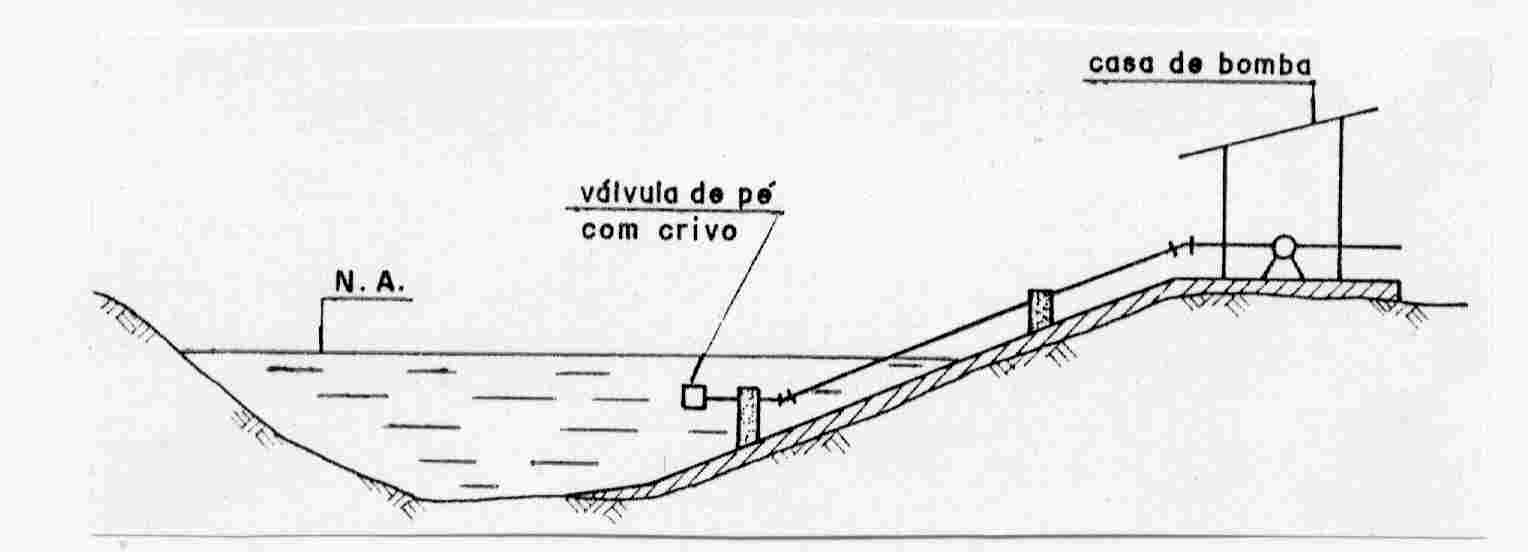 casa de bomba
válvula de pé
com crivo
N. A.